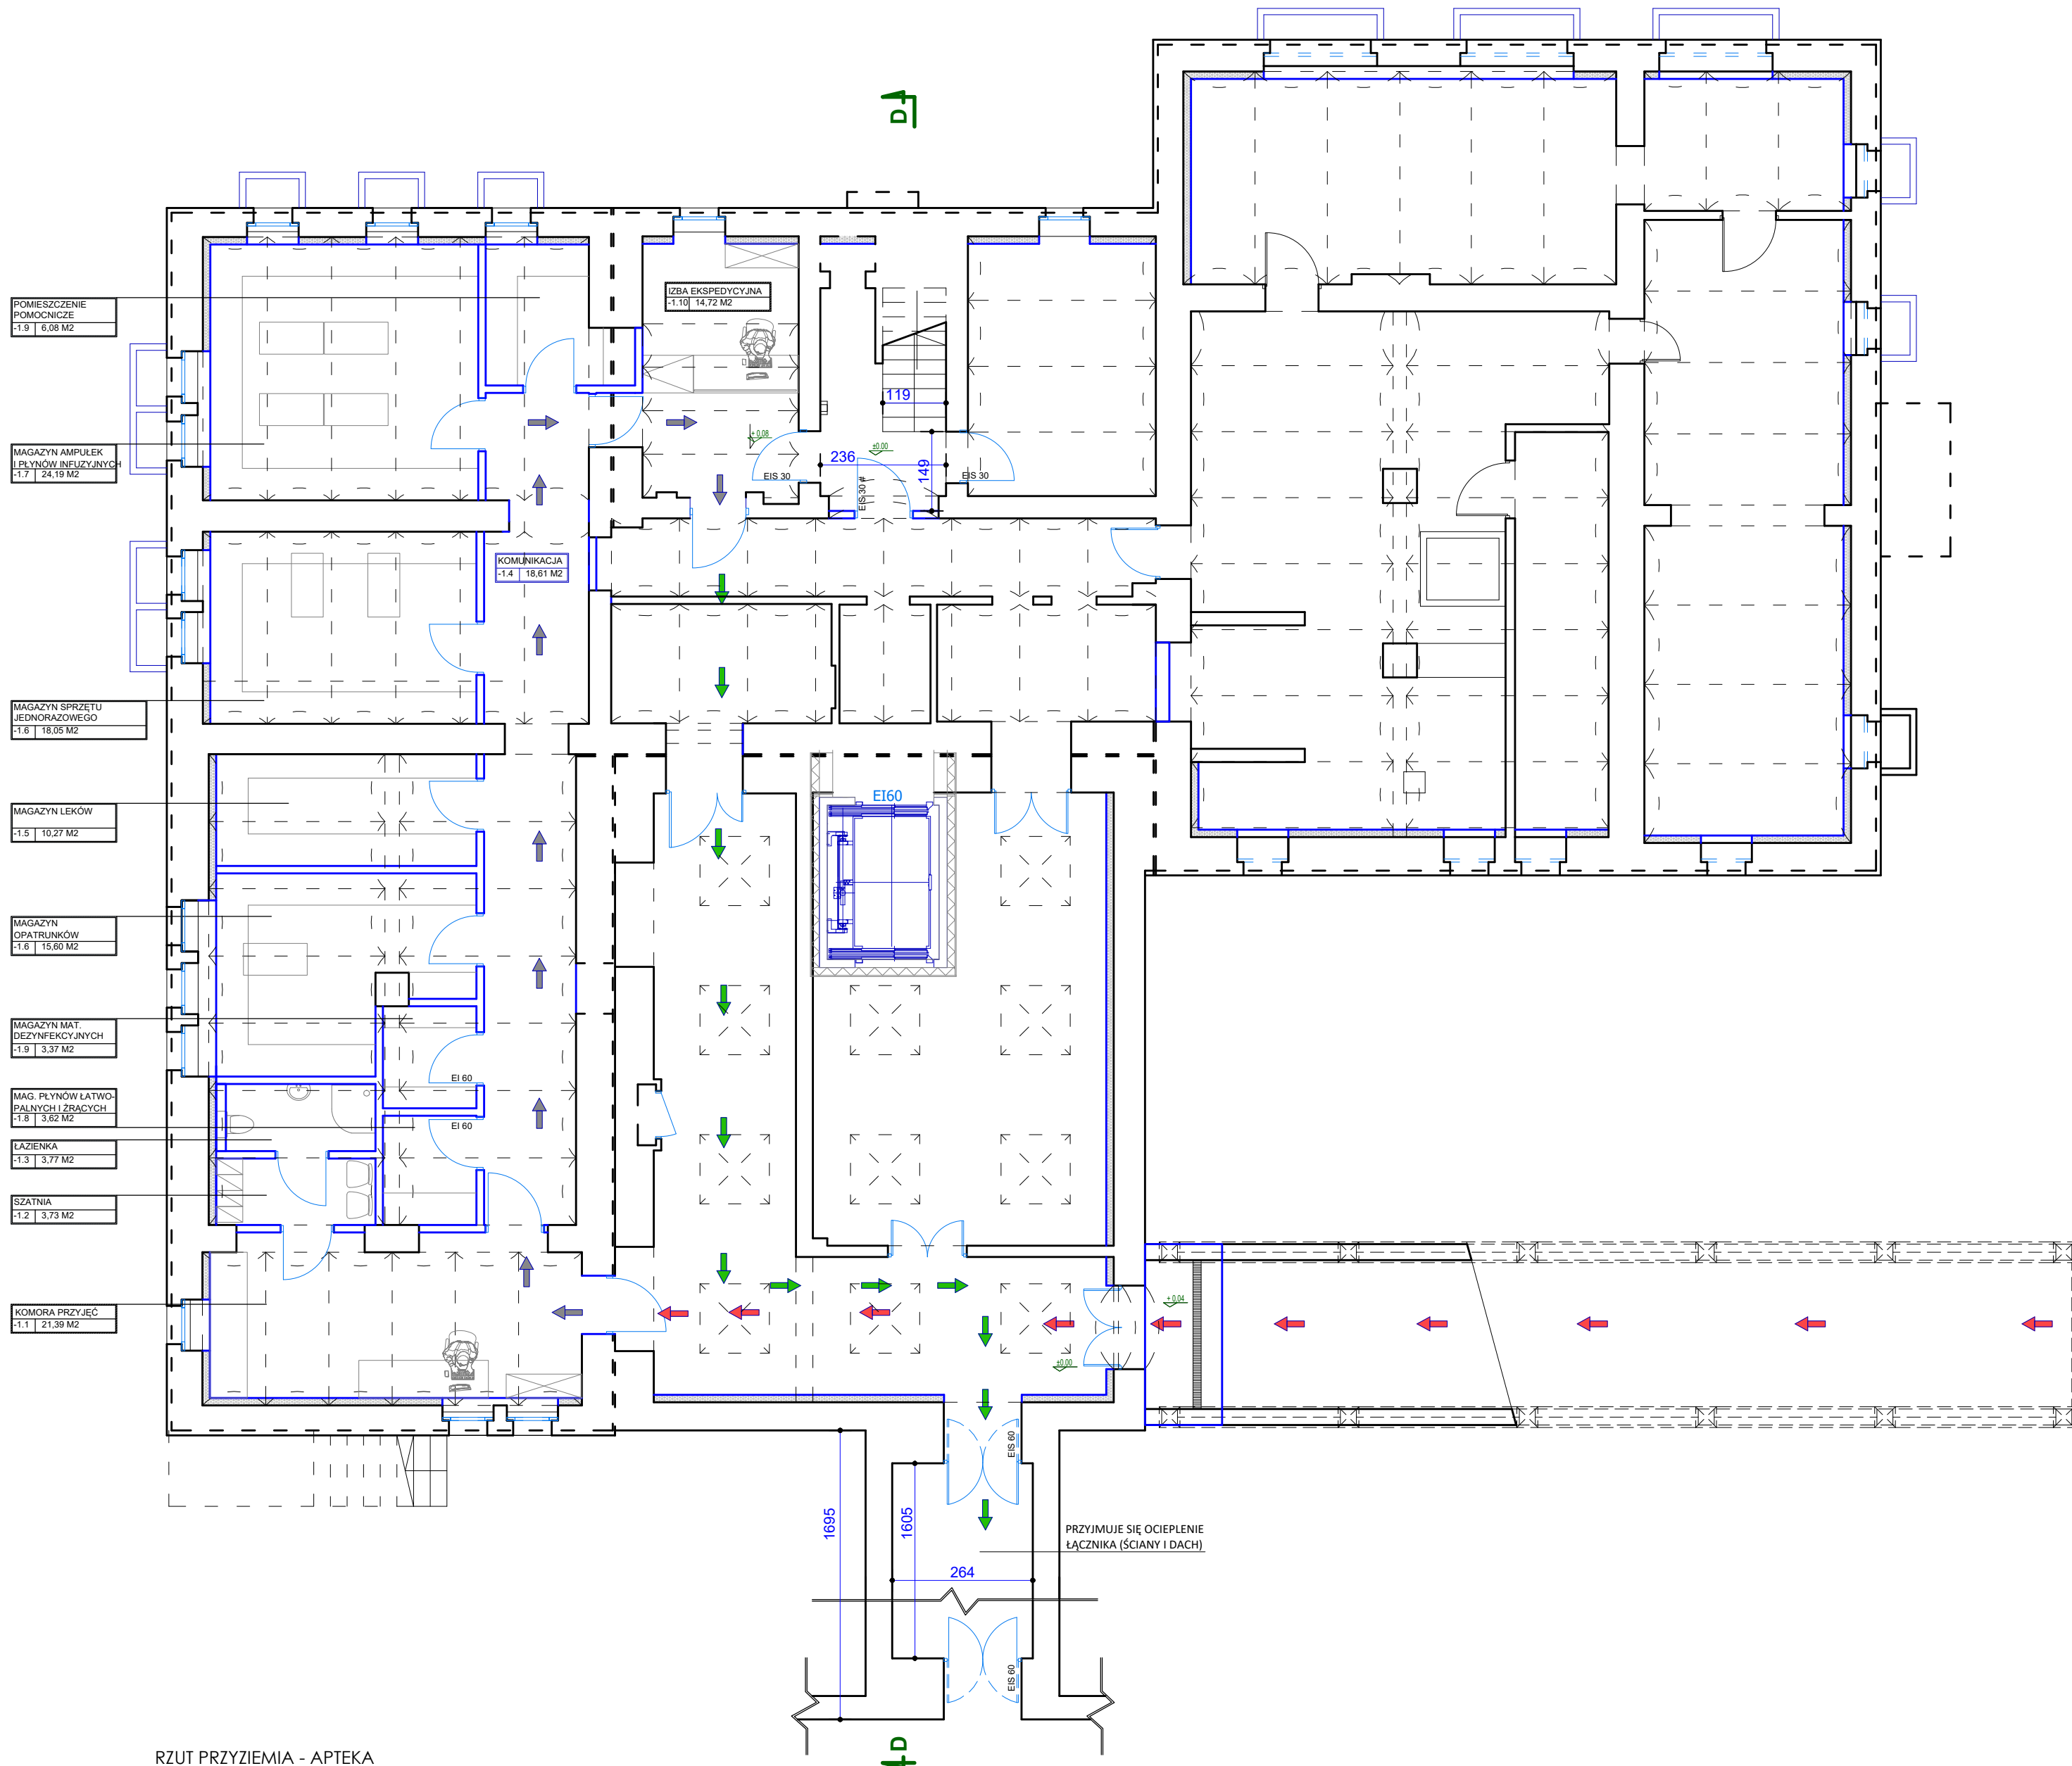 D
POMIESZCZENIE
POMOCNICZE
-1.9 6,08 M2
IZBA EKSPEDYCYJNA
-1.10 14,72 M2
119
MAGAZYN AMPUŁEK
I PŁYNÓW INFUZYJNYCH
-1.7 24,19 M2
+ 0.08
±0.00
236
149
EIS 30
EIS 30 #
EIS 30
KOMUNIKACJA
-1.4 18,61 M2
MAGAZYN SPRZĘTU
JEDNORAZOWEGO
-1.6 18,05 M2
MAGAZYN LEKÓW
-1.5 10,27 M2
EI60
MAGAZYN
OPATRUNKÓW
-1.6 15,60 M2
MAGAZYN MAT.
DEZYNFEKCYJNYCH
-1.9 3,37 M2
EI 60
MAG. PŁYNÓW ŁATWO-
PALNYCH I ŻRĄCYCH
-1.8 3,62 M2
EI 60
ŁAZIENKA
-1.3 3,77 M2
SZATNIA
-1.2 3,73 M2
KOMORA PRZYJĘĆ
-1.1 21,39 M2
+ 0.04
±0.00
EIS 60
1695
1605
PRZYJMUJE SIĘ OCIEPLENIE
ŁĄCZNIKA (ŚCIANY I DACH)
264
EIS 60
D
RZUT PRZYZIEMIA - APTEKA